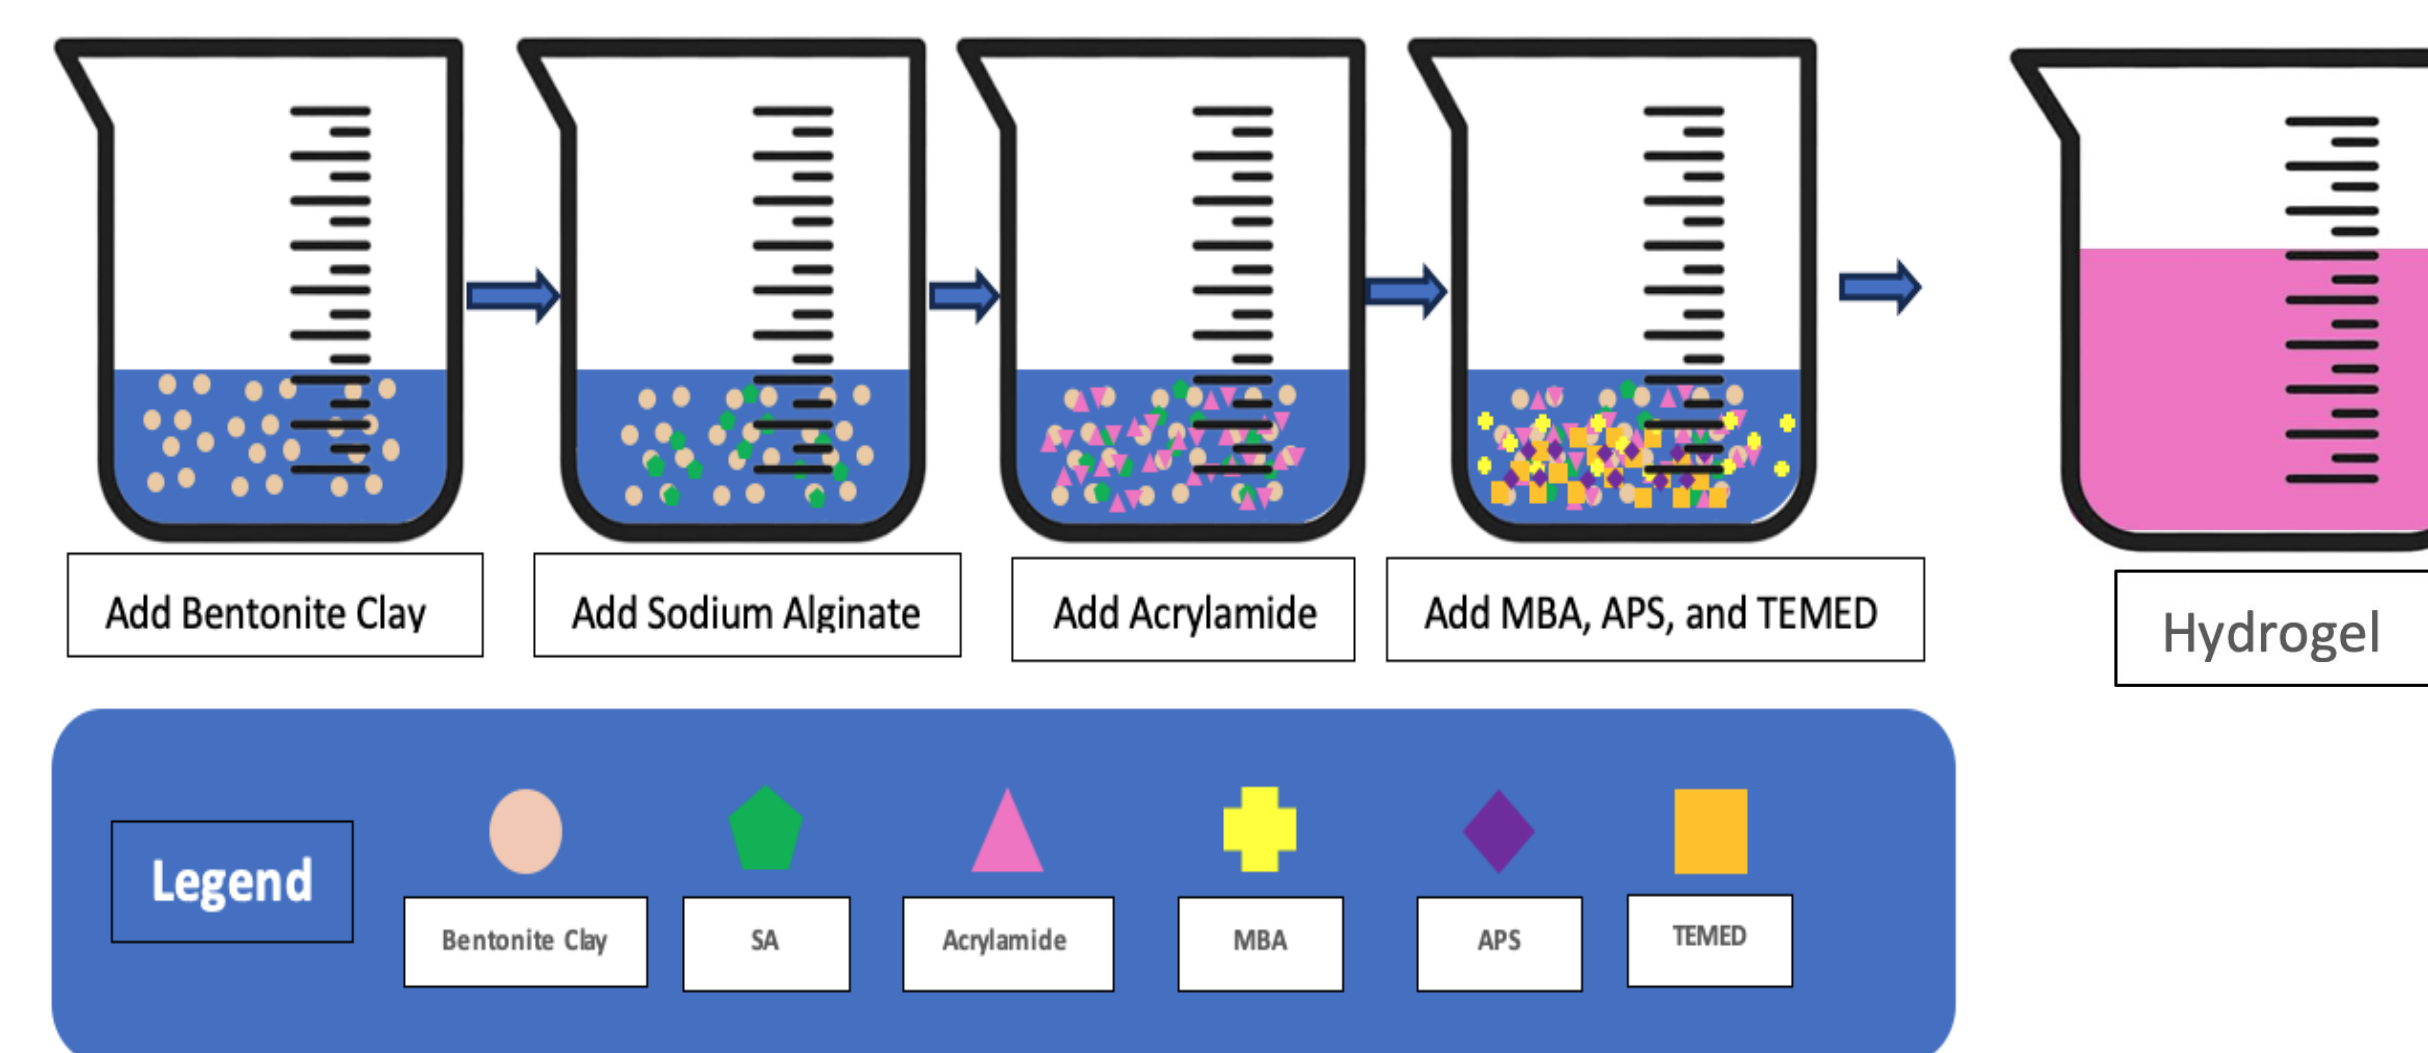 Add Bentonite Clay
Add Sodium Alginate
Add Acrylamide
Add MBA, APS, and TEMED
Hydrogel
Legend
Bentonite Clay
SA
Acrylamide
MBA
APS
TEMED